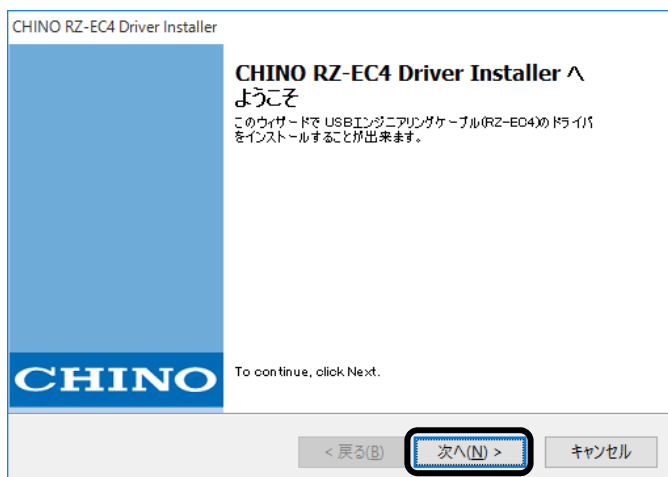 CHINO RZ-EC4 Driver Installer
CHINO RZ-EC4 Driver Installer へ
ようこそ
このウィザードで USBエンジニアリングケーブル(RZ-EC4)のドライバ
をインストールすることが出来ます。
CHINO
To continue, click Next.
< 戻る(B)
次へ(N) >
キャンセル